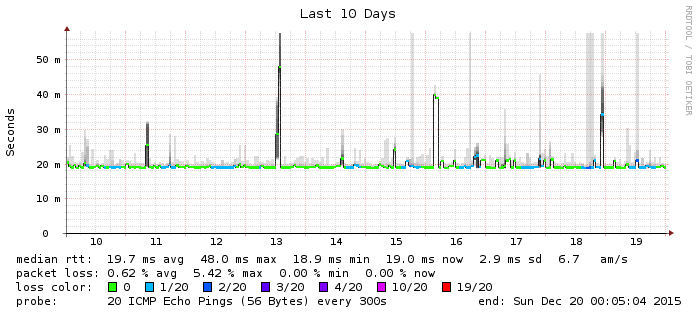 Last 10 Days
RRDTOOL / TOBI OETIKER
Seconds
50 m
40 m
30 m
20 m
10 m
0
10 11 12 13 14 15 16 17 18 19
median rtt: 19.7 ms avg 48.0 ms max 18.9 ms min 19.0 ms now 2.9 ms sd 6.7 am/s
packet loss: 0.62 % avg 5.42 % max 0.00 % min 0.00 % now
loss color: 0 1/20 2/20 3/20 4/20 10/20 19/20
probe: 20 ICMP Echo Pings (56 Bytes) every 300s end: Sun Dec 20 00:05:04 2015